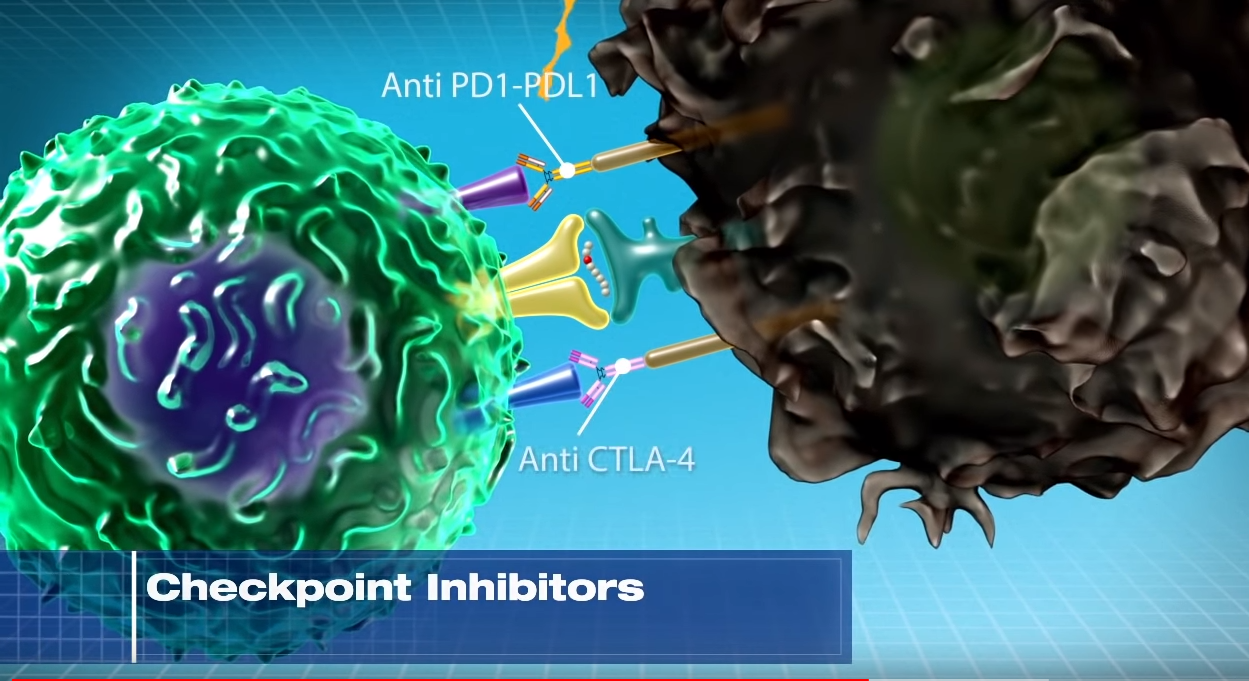 Anti PD1-PDL1
Anti CTLA-4
Checkpoint Inhibitors